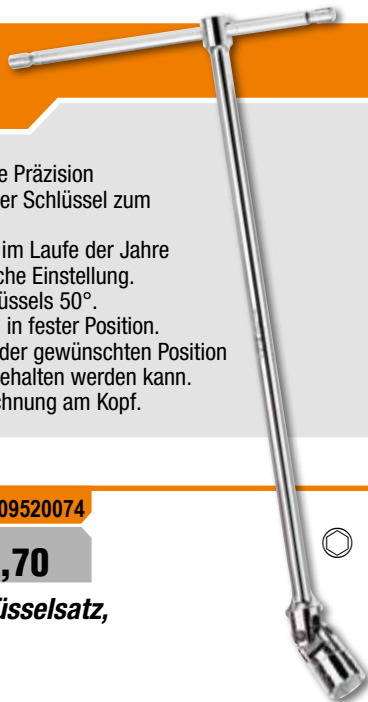 e Präzision
er Schlüssel zum
im Laufe der Jahre
che Einstellung.
üssels 50°.
in fester Position.
der gewünschten Position
ehalten werden kann.
chnung am Kopf.
09520074
,70
üsselsatz,